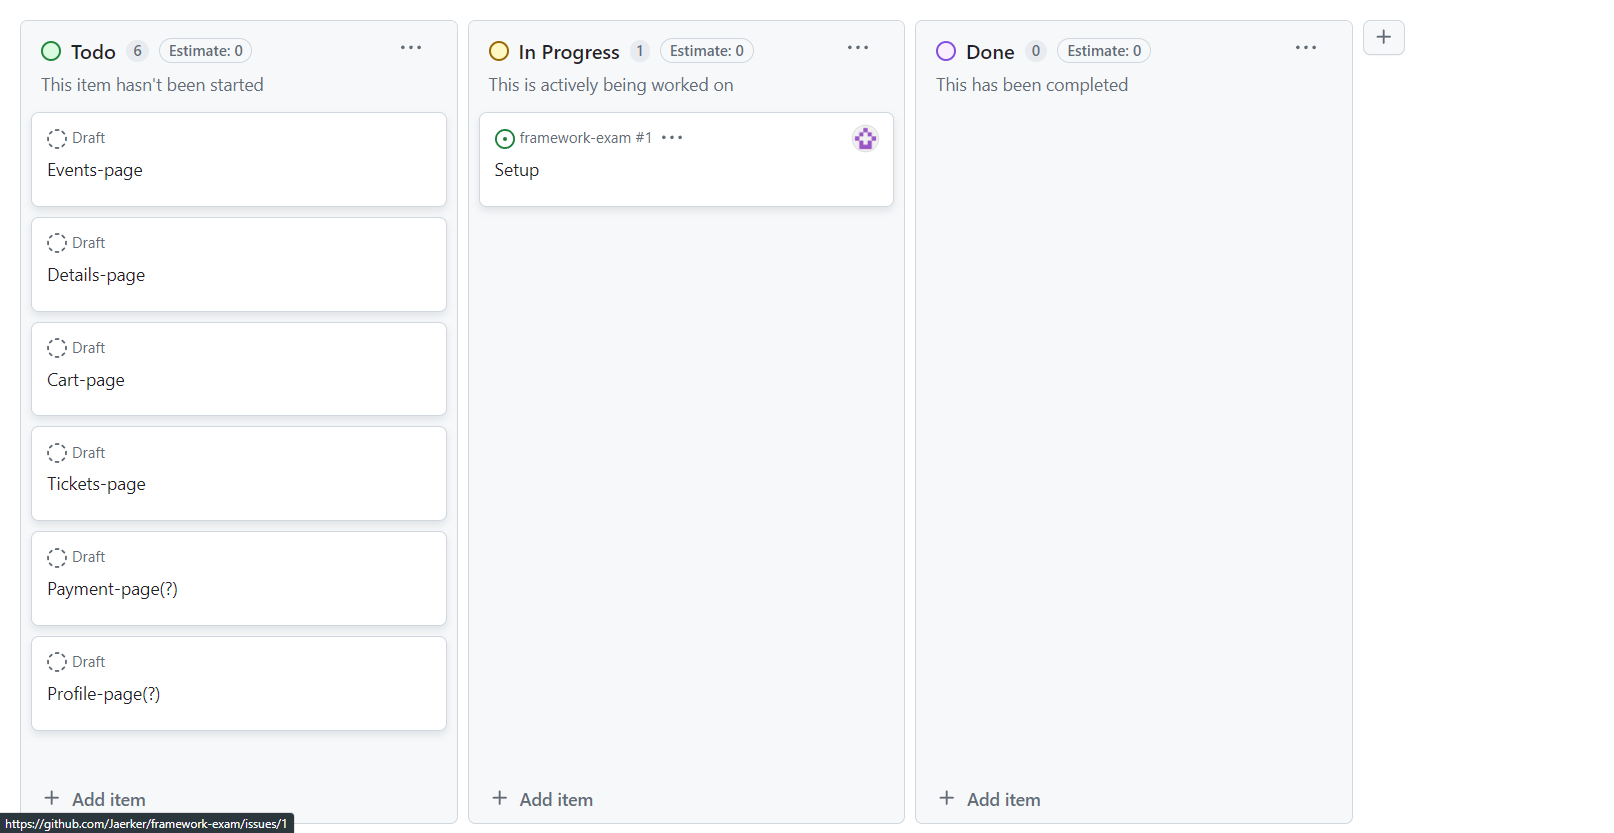 Todo 6 Estimate: 0
This item hasn't been started
Draft
Events-page
Draft
Details-page
Draft
Cart-page
Draft
Tickets-page
Draft
Payment-page(?)
Draft
Profile-page(?)
+ Add item
In Progress 1 Estimate: 0
This is actively being worked on
framework-exam #1 ...
Setup
+ Add item
Done 0 Estimate: 0
This has been completed
+ Add item
https://github.com/Jaerker/framework-exam/issues/1